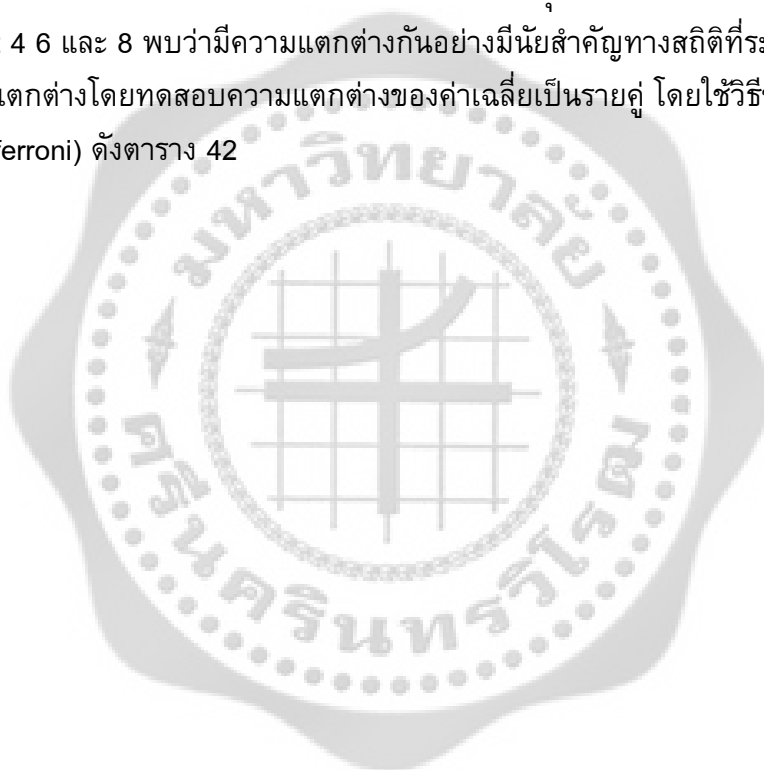 4 6 และ 8 พบว่ามีความแตกต่างกันอย่างมีนัยสำคัญทางสถิติที่ระ
แตกต่างโดยทดสอบความแตกต่างของค่าเฉลี่ยเป็นรายคู่ โดยใช้วิธี
ferroni) ดังตาราง 42
มหาวิทยาลัย
ศรีนครินทรวิโรฒ